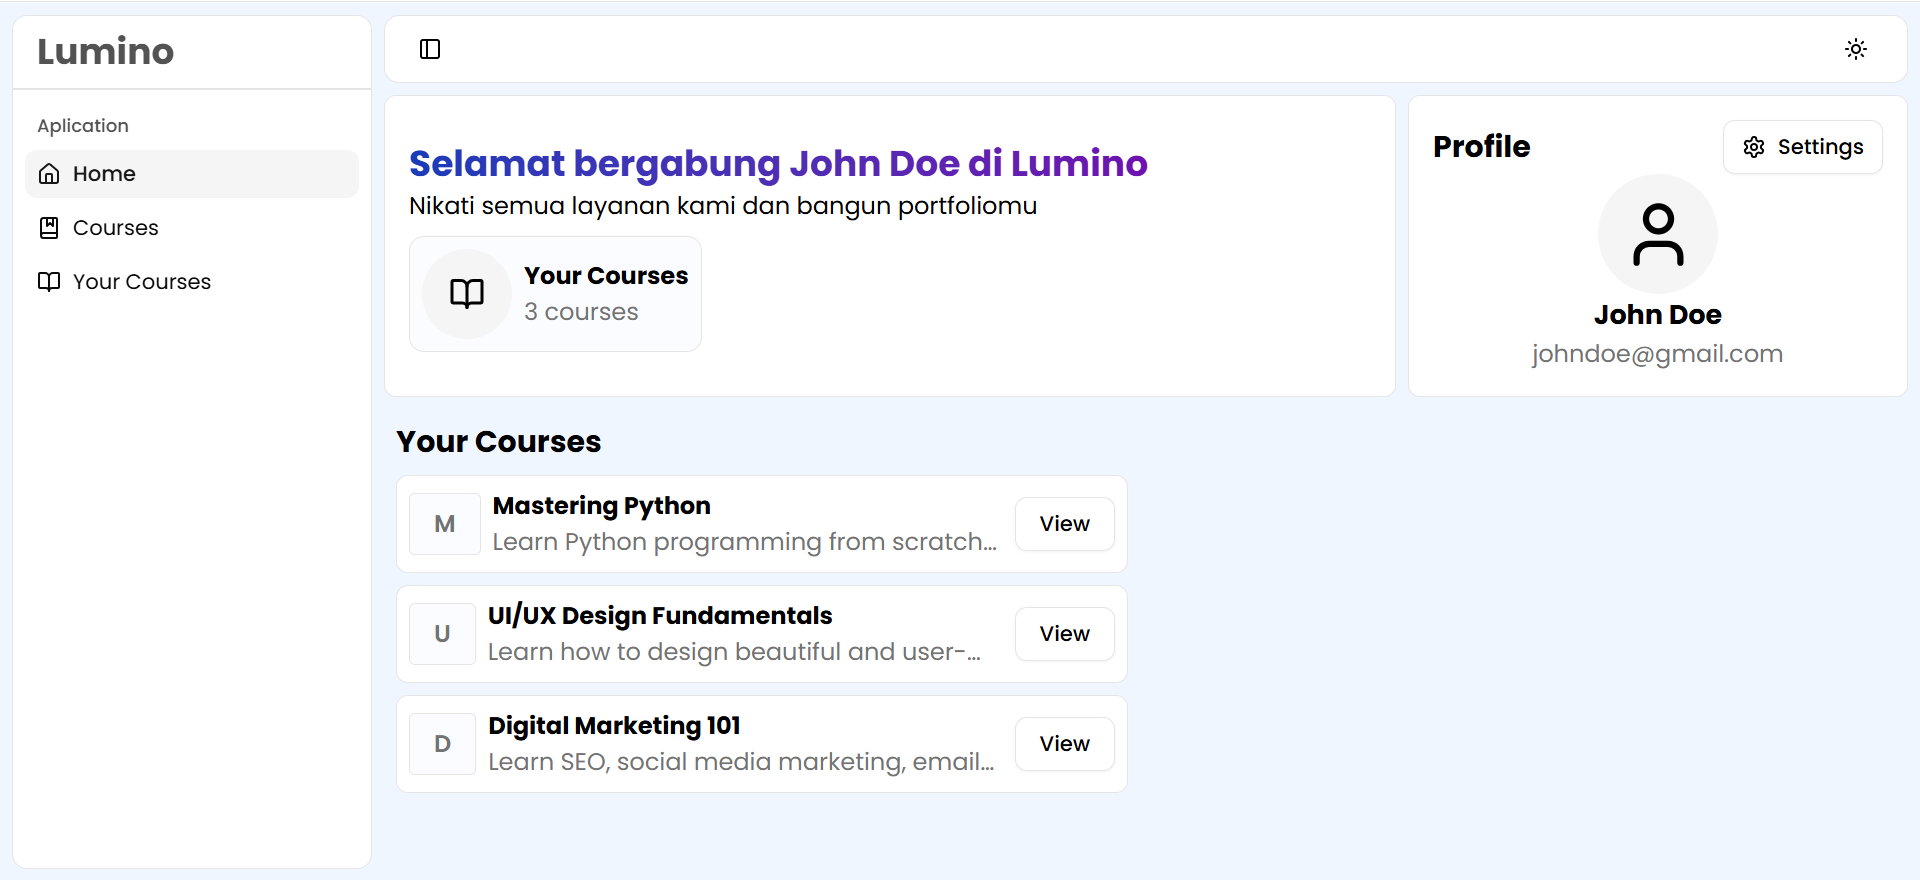 Lumino
Aplication
Home
Courses
Your Courses
Selamat bergabung John Doe di Lumino
Nikati semua layanan kami dan bangun portfoliomu
Your Courses
3 courses
Profile
Settings
John Doe
johndoe@gmail.com
Your Courses
M
Mastering Python
Learn Python programming from scratch...
View
U
UI/UX Design Fundamentals
Learn how to design beautiful and user-...
View
D
Digital Marketing 101
Learn SEO, social media marketing, email...
View